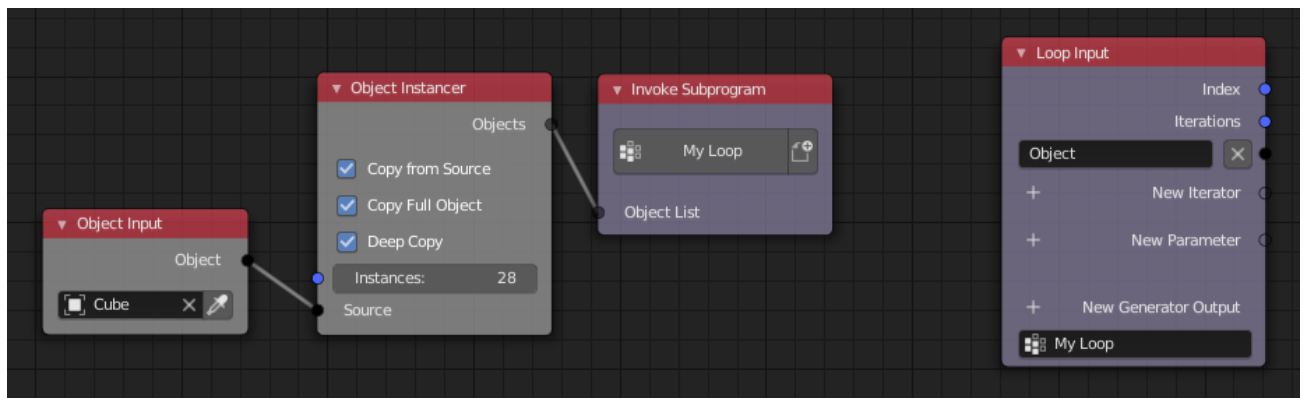 Object Input
Object
Cube
Object Instancer
Objects
Copy from Source
Copy Full Object
Deep Copy
Instances: 28
Source
Invoke Subprogram
My Loop
Object List
Loop Input
Index
Iterations
Object
New Iterator
New Parameter
New Generator Output
My Loop